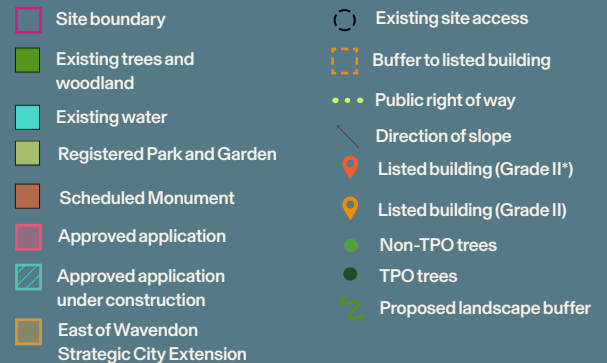 Site boundary
Existing trees and
woodland
Existing water
Registered Park and Garden
Scheduled Monument
Approved application
Approved application
under construction
East of Wavendon
Strategic City Extension
Existing site access
Buffer to listed building
Public right of way
Direction of slope
Listed building (Grade II*)
Listed building (Grade II)
Non-TPO trees
TPO trees
Proposed landscape buffer